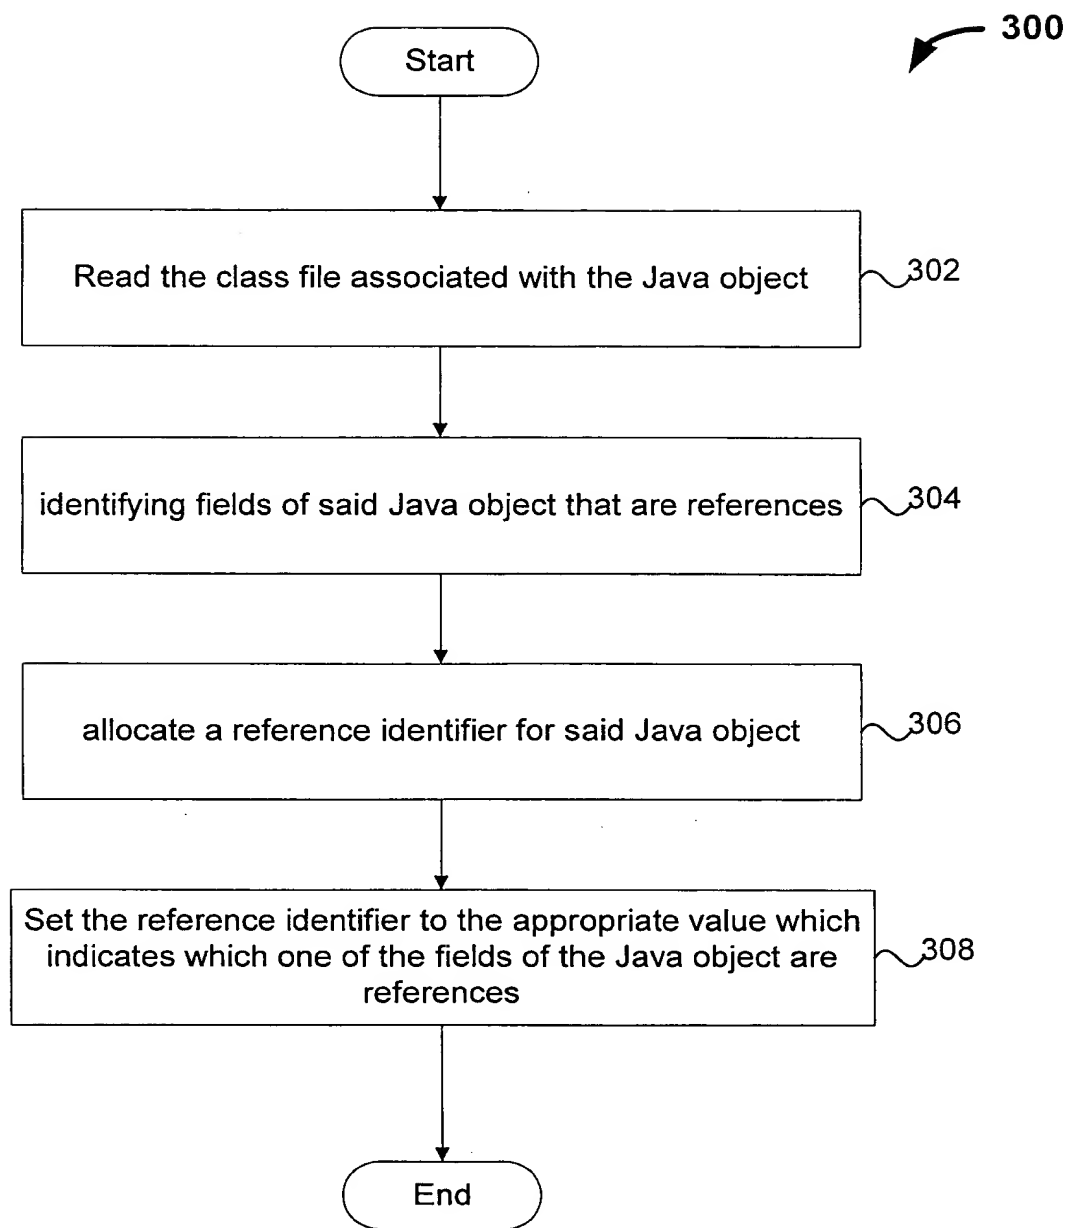 300
Start
Read the class file associated with the Java object
302
identifying fields of said Java object that are references
304
allocate a reference identifier for said Java object
306
Set the reference identifier to the appropriate value which
indicates which one of the fields of the Java object are
references
308
End